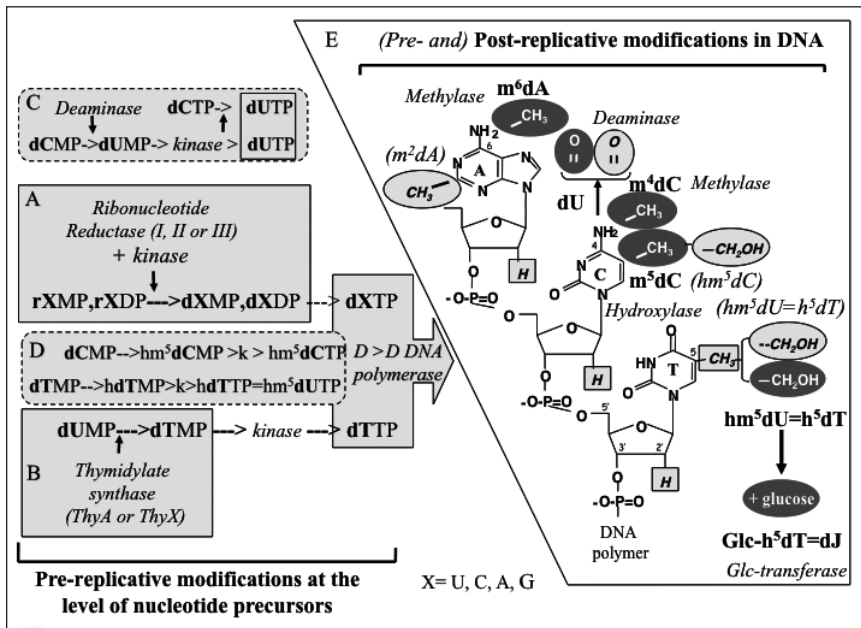 E
(Pre- and) Post-replicative modifications in DNA
C
Deaminase
dCTP-> dUTP
dCMP->dUMP-> kinase > dUTP
A
Ribonucleotide
Reductase (I, II or III)
+ kinase
rXMP,rXDP--->dXMP,dXDP ---> dXTP
D
dCMP-->hm⁵dCMP >k > hm⁵dCTP
dTMP-->hdTMP>k>hdTTP=hm⁵dUTP
D >D DNA
polymerase
dUMP--->dTMP ---> kinase ---> dTTP
B
Thymidylate
synthase
(ThyA or ThyX)
Pre-replicative modifications at the
level of nucleotide precursors
X= U, C, A, G
Methylase
m⁶dA
CH₃
NH₂
6
N
N
N
N
A
(m²dA)
CH₃
O
H
O
-O-P=O
O
Deaminase
O
O
dU
m⁴dC
Methylase
CH₃
NH₂
4
CH₃
—CH₂OH
m⁵dC
(hm⁵dC)
N
C
O
N
Hydroxylase
(hm⁵dU=h⁵dT)
O
O
H
O
-O-P=O
O
O
5
CH₃
--CH₂OH
—CH₂OH
HN
T
O
N
hm⁵dU=h⁵dT
5'
O
3'
2'
O
H
-O-P=O
O
DNA
polymer
+ glucose
Glc-h⁵dT=dJ
Glc-transferase